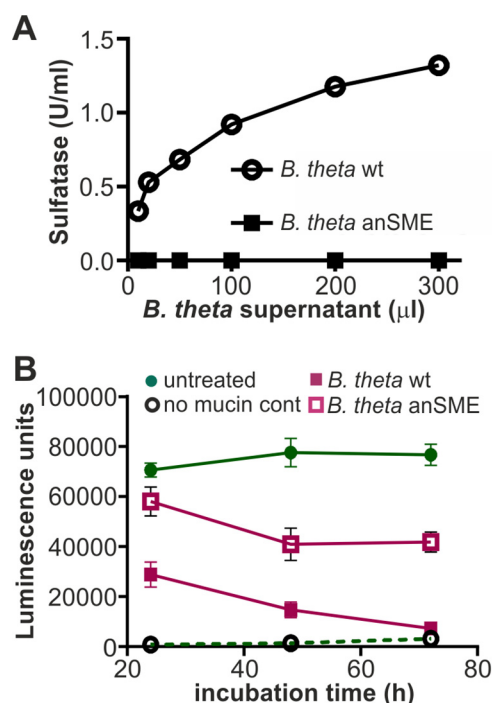 A
Sulfatase (U/ml)
1.5
1.0
0.5
0.0
B. theta wt
B. theta anSME
0 100 200 300
B. theta supernatant (µl)
B
untreated B. theta wt
no mucin cont B. theta anSME
Luminescence units
100000
80000
60000
40000
20000
0
20 40 60 80
incubation time (h)